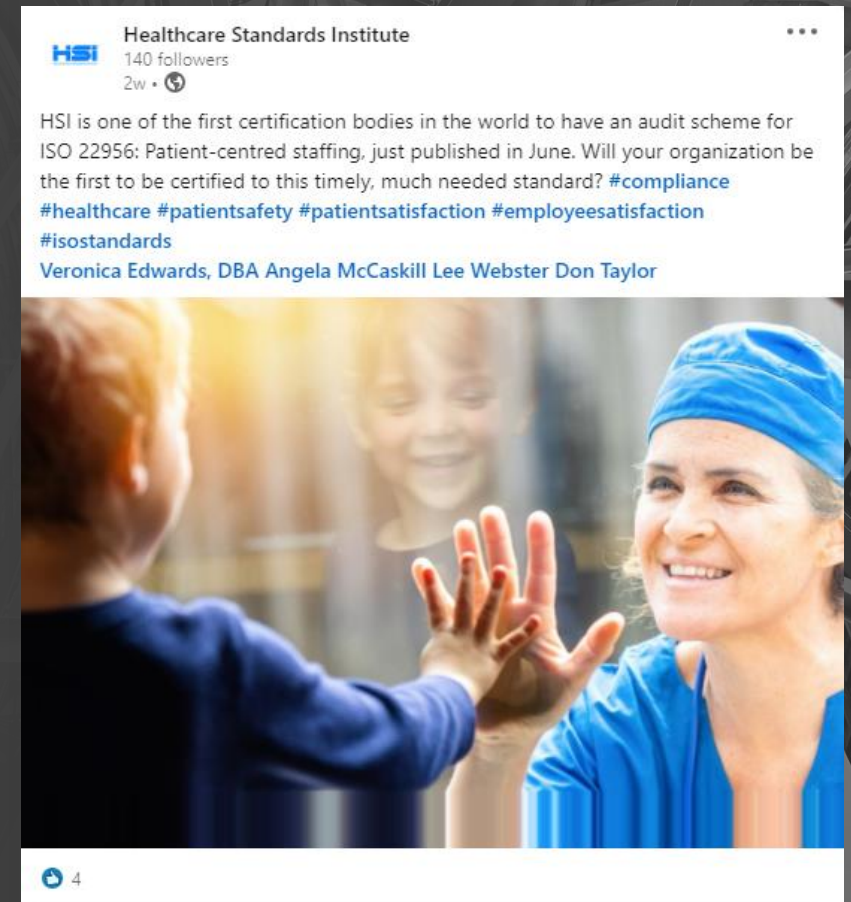 HSi
Healthcare Standards Institute
140 followers
2w •
HSI is one of the first certification bodies in the world to have an audit scheme for
ISO 22956: Patient-centred staffing, just published in June. Will your organization be
the first to be certified to this timely, much needed standard? #compliance
#healthcare #patientsafety #patientsatisfaction #employeesatisfaction
#isostandards
Veronica Edwards, DBA Angela McCaskill Lee Webster Don Taylor
4